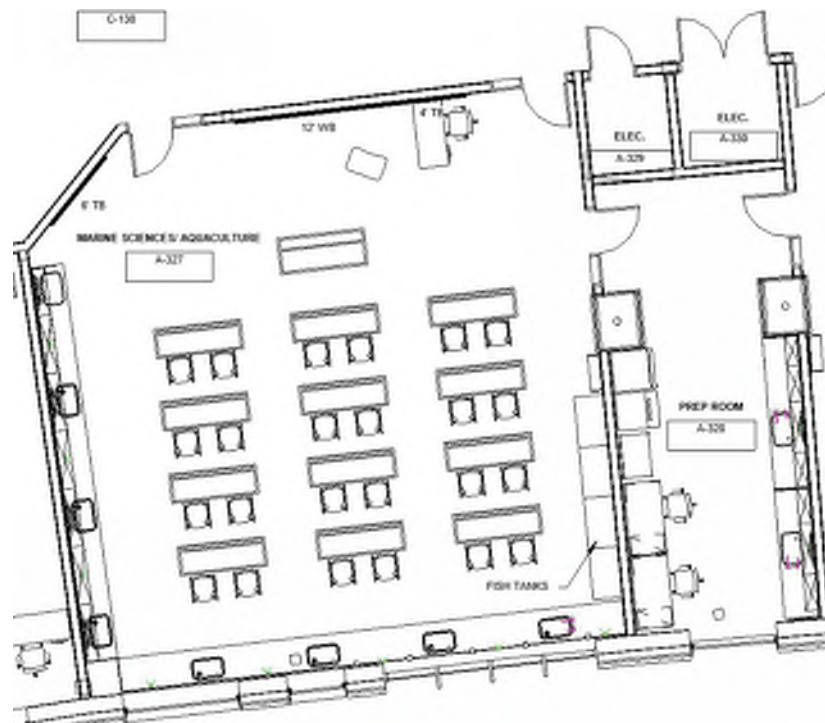 C-130
4' TB
12' WB
ELEC.
A-330
ELEC.
A-329
6' TB
MARINE SCIENCES/ AQUACULTURE
A-327
PREP ROOM
A-328
FISH TANKS